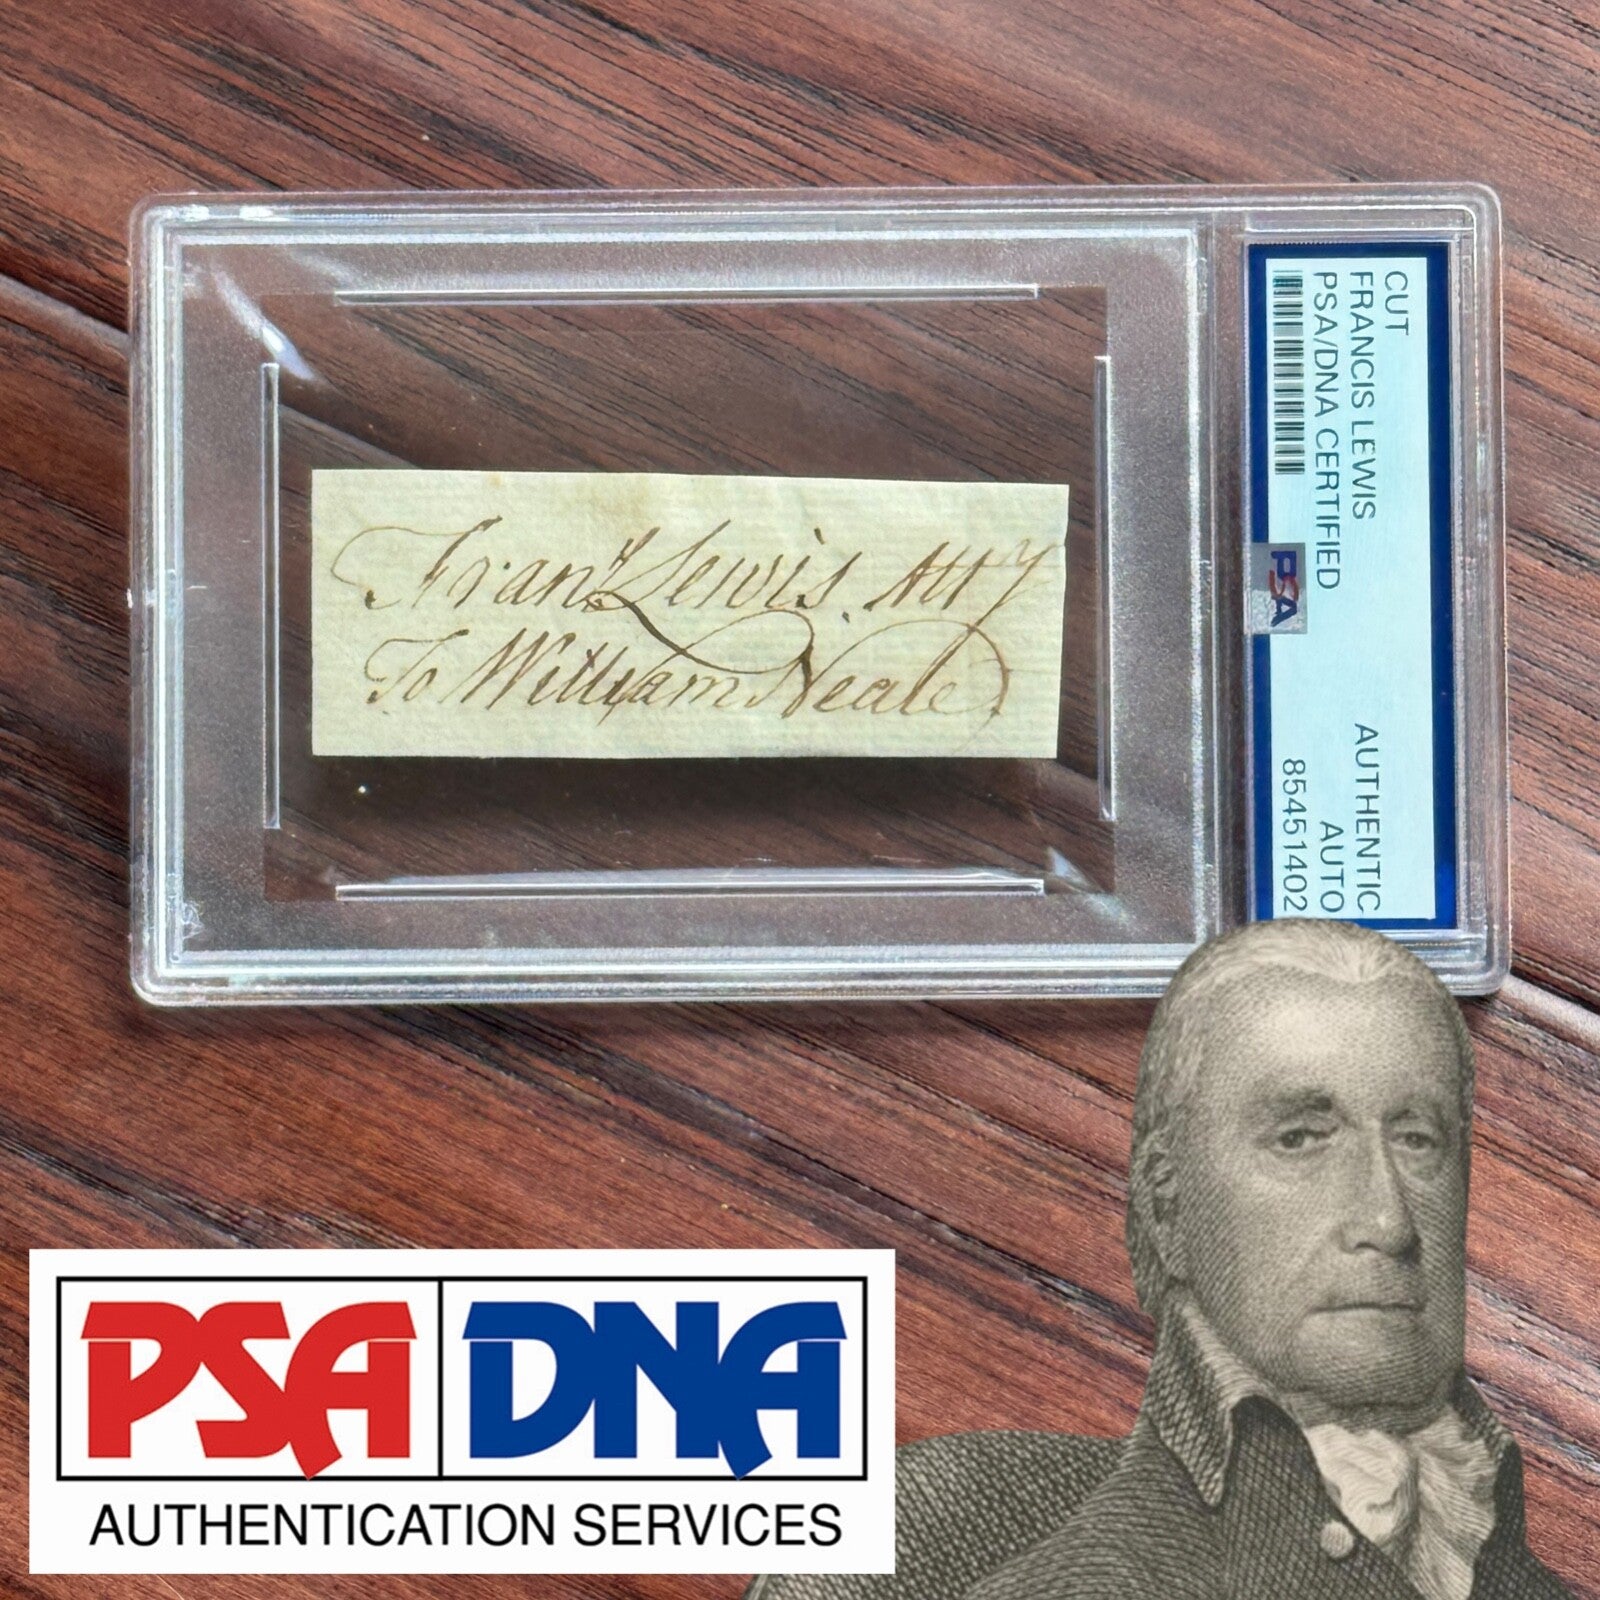 Franˢ Lewis. Atty
To William Neale
CUT
FRANCIS LEWIS
PSA/DNA CERTIFIED
AUTHENTIC
AUTO
85451402
PSA
PSA DNA
AUTHENTICATION SERVICES